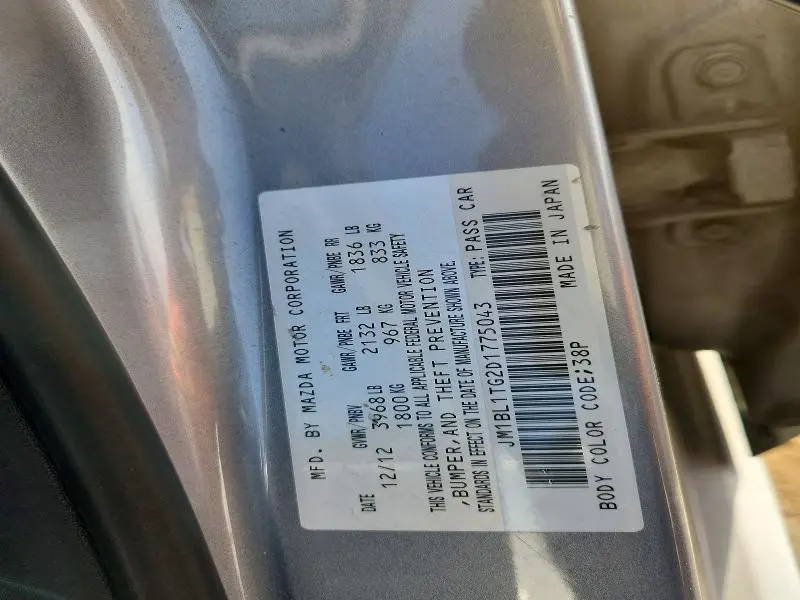 MFD. BY MAZDA MOTOR CORPORATION
DATE GVWR/PNBV GAWR/PNBE FRT GAWR/PNBE RR
12/12 3968 LB 2132 LB 1836 LB
1800 KG 967 KG 833 KG
THIS VEHICLE CONFORMS TO ALL APPLICABLE FEDERAL MOTOR VEHICLE SAFETY
,BUMPER,AND THEFT PREVENTION
STANDARDS IN EFFECT ON THE DATE OF MANUFACTURE SHOWN ABOVE.
JM1BL1TG2D1775043 TYPE: PASS CAR
BODY COLOR CODE;38P MADE IN JAPAN